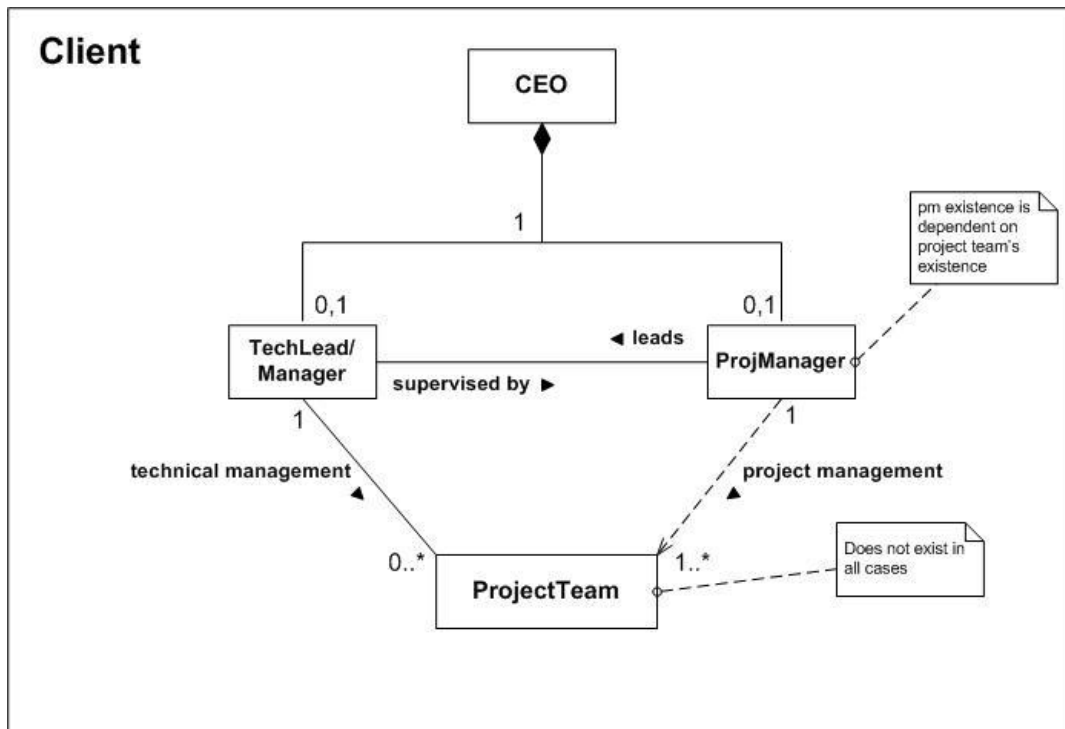 Client
CEO
1
pm existence is
dependent on
project team's
existence
0,1
0,1
TechLead/
Manager
◄ leads
ProjManager
supervised by ►
1
1
technical management
project management
0..*
1..*
ProjectTeam
Does not exist in
all cases